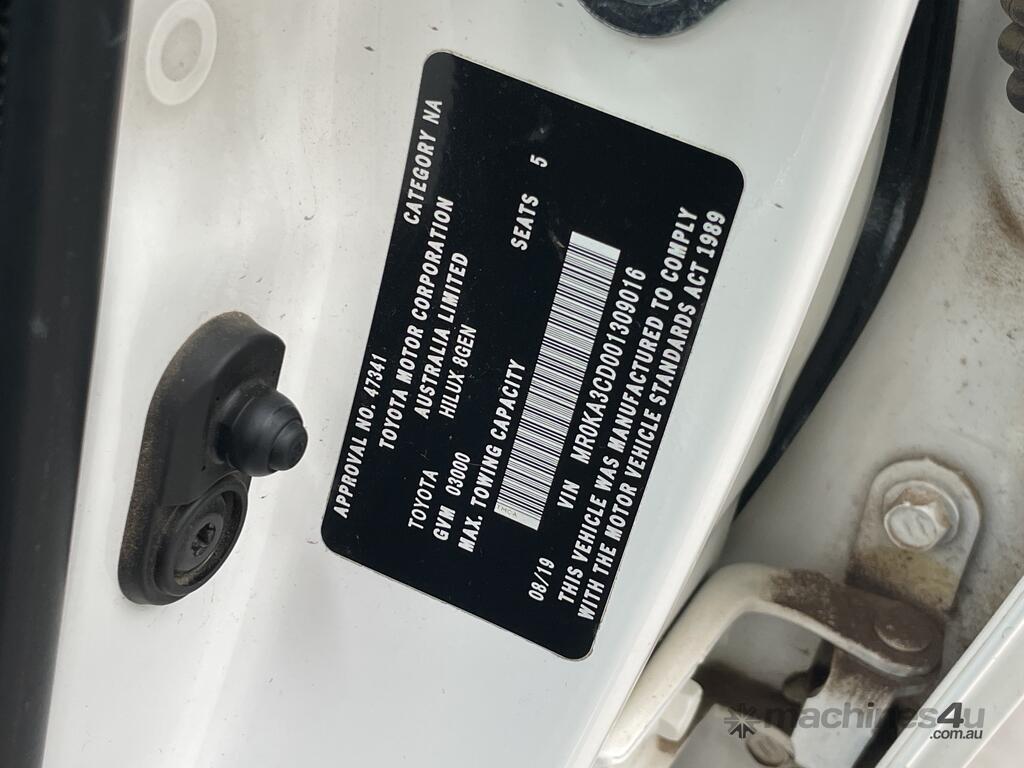 APPROVAL NO. 47341 CATEGORY NA
TOYOTA MOTOR CORPORATION
AUSTRALIA LIMITED
TOYOTA HILUX 8GEN
GVM 03000 SEATS 5
MAX. TOWING CAPACITY
TMCA
08/19 VIN MR0KA3CD001309016
THIS VEHICLE WAS MANUFACTURED TO COMPLY
WITH THE MOTOR VEHICLE STANDARDS ACT 1989
machines4u
.com.au